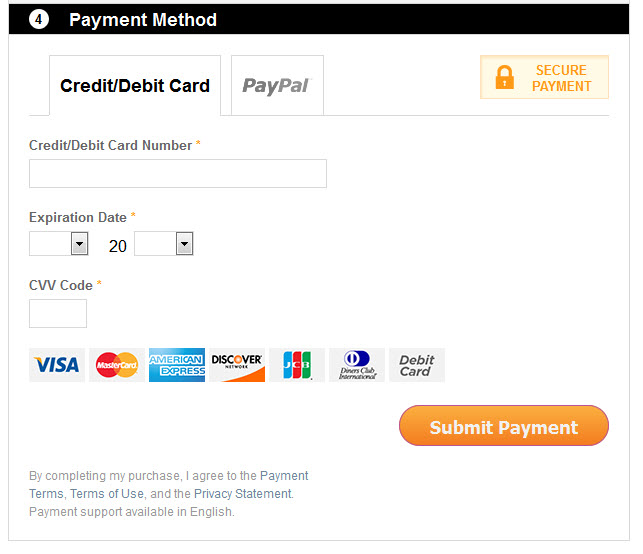 4 Payment Method
Credit/Debit Card
PayPal
SECURE
PAYMENT
Credit/Debit Card Number *
Expiration Date *
20
CVV Code *
VISA
MasterCard
AMERICAN
EXPRESS
DISCOVER
NETWORK
JCB
Diners Club
International
Debit
Card
Submit Payment
By completing my purchase, I agree to the Payment
Terms, Terms of Use, and the Privacy Statement.
Payment support available in English.